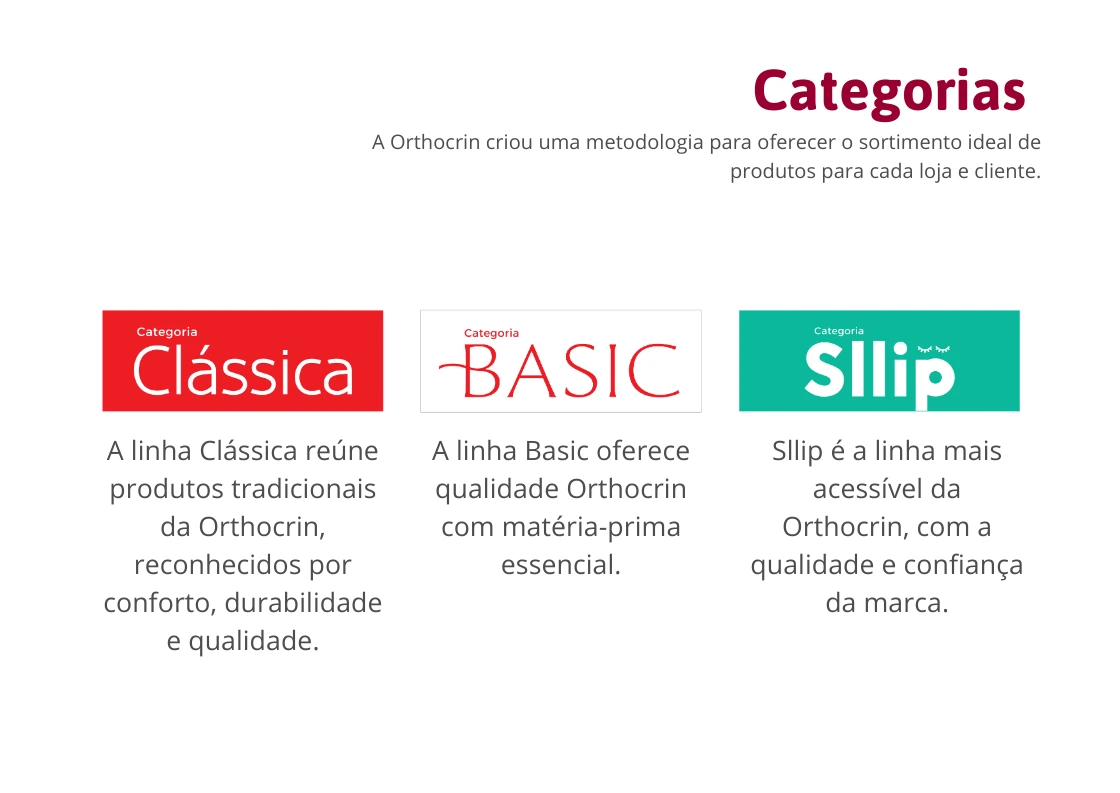 Categorias
A Orthocrin criou uma metodologia para oferecer o sortimento ideal de
produtos para cada loja e cliente.
Categoria
Clássica
A linha Clássica reúne
produtos tradicionais
da Orthocrin,
reconhecidos por
conforto, durabilidade
e qualidade.
Categoria
BASIC
A linha Basic oferece
qualidade Orthocrin
com matéria-prima
essencial.
Categoria
Sllip
Sllip é a linha mais
acessível da
Orthocrin, com a
qualidade e confiança
da marca.